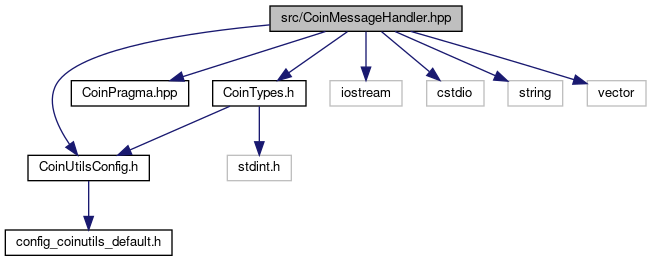 src/CoinMessageHandler.hpp
CoinPragma.hpp
CoinTypes.h
iostream
cstdio
string
vector
CoinUtilsConfig.h
stdint.h
config_coinutils_default.h